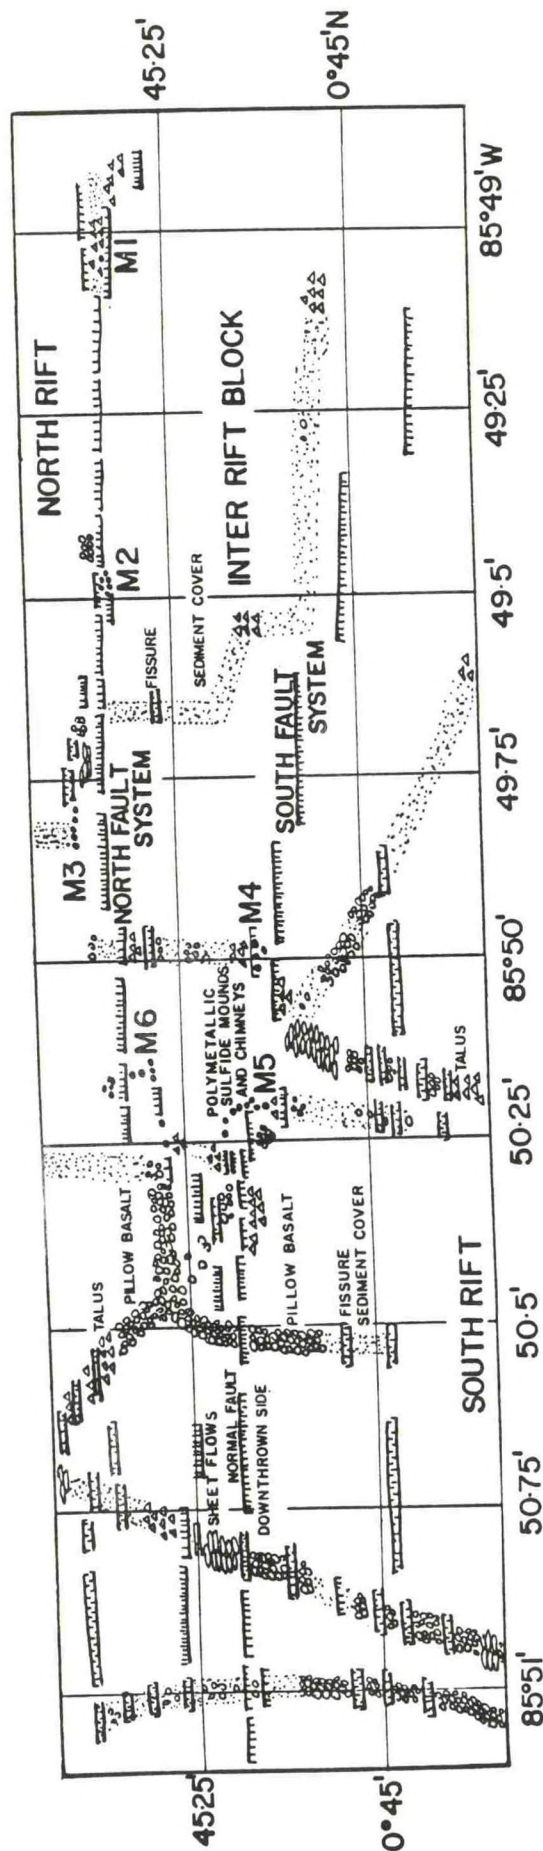 45·25'
0°45'N
NORTH RIFT
M1
85°49'W
INTER RIFT BLOCK
49·25'
M2
49·5'
FISSURE
SEDIMENT COVER
SOUTH FAULT
SYSTEM
49·75'
M3
NORTH FAULT
SYSTEM
M4
85°50'
M6
POLYMETALLIC
SULFIDE MOUNDS
AND CHIMNEYS
M5
TALUS
50·25'
TALUS
PILLOW BASALT
PILLOW BASALT
FISSURE
SEDIMENT COVER
50·5'
SOUTH RIFT
SHEET FLOWS
NORMAL FAULT
DOWNTHROWN SIDE
50·75'
85°51'
45·25'
0°45'